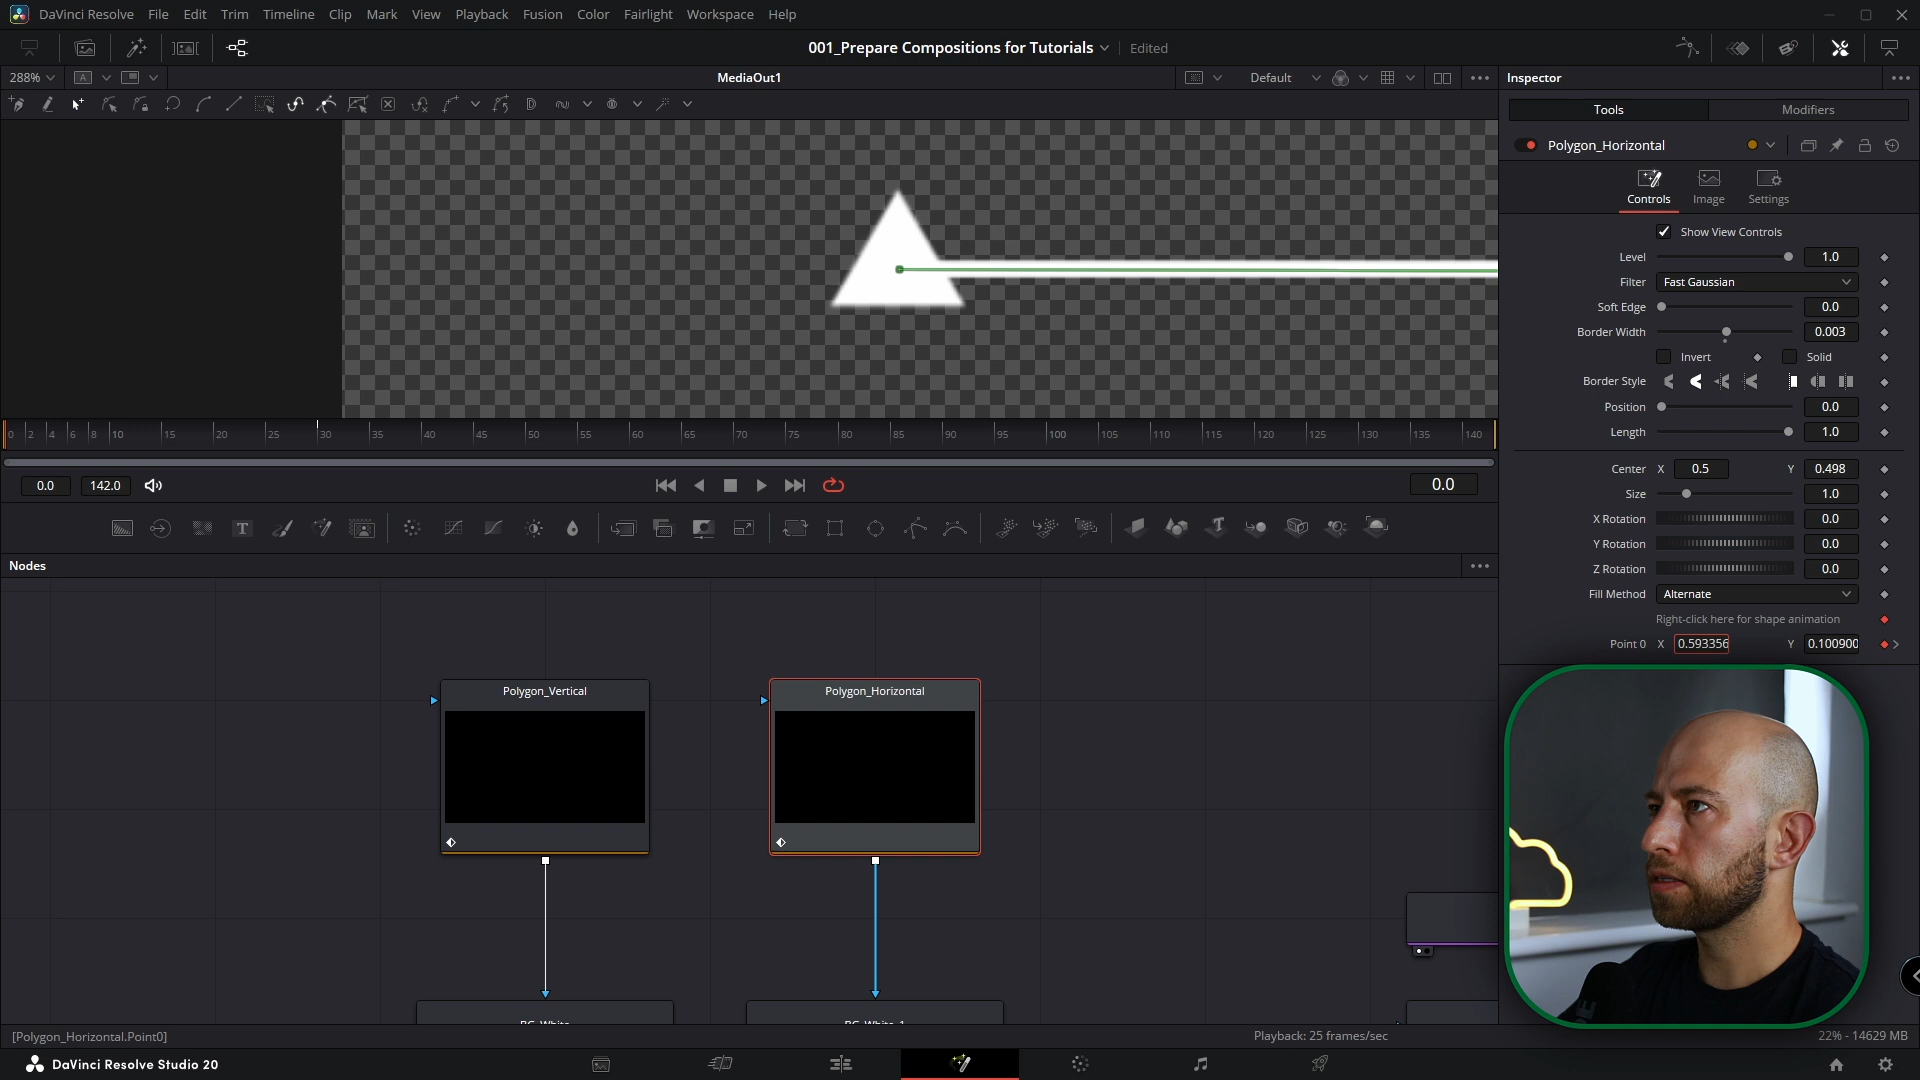 DaVinci Resolve File Edit Trim Timeline Clip Mark View Playback Fusion Color Fairlight Workspace Help
001_Prepare Compositions for Tutorials Edited
288% A MediaOut1 Default Inspector
Tools Modifiers
Polygon_Horizontal
Controls Image Settings
Show View Controls
Level 1.0
Filter Fast Gaussian
Soft Edge 0.0
Border Width 0.003
Invert Solid
Border Style
Position 0.0
Length 1.0
0 2 4 6 8 10 15 20 25 30 35 40 45 50 55 60 65 70 75 80 85 90 95 100 105 110 115 120 125 130 135 140
Center X 0.5 Y 0.498
0.0 142.0 0.0
Size 1.0
X Rotation 0.0
Y Rotation 0.0
Z Rotation 0.0
Nodes
Fill Method Alternate
Right-click here for shape animation
Point 0 X 0.593356 Y 0.100900
Polygon_Vertical Polygon_Horizontal
[Polygon_Horizontal.Point0] Playback: 25 frames/sec 22% - 14629 MB
DaVinci Resolve Studio 20